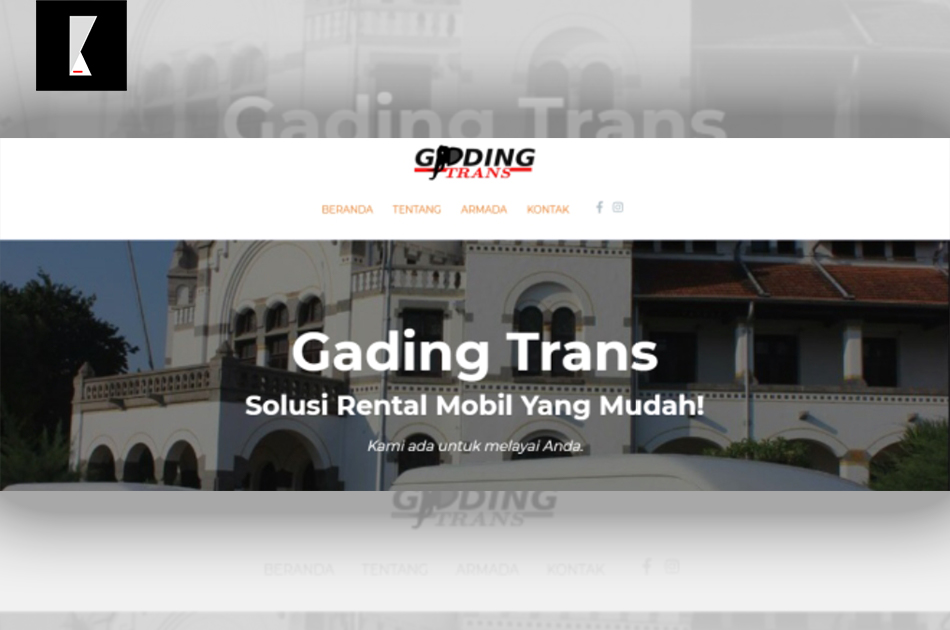 Gading Trans
GADING
TRANS
BERANDA TENTANG ARMADA KONTAK
Gading Trans
Solusi Rental Mobil Yang Mudah!
Kami ada untuk melayai Anda.
GADING
TRANS
BERANDA TENTANG ARMADA KONTAK